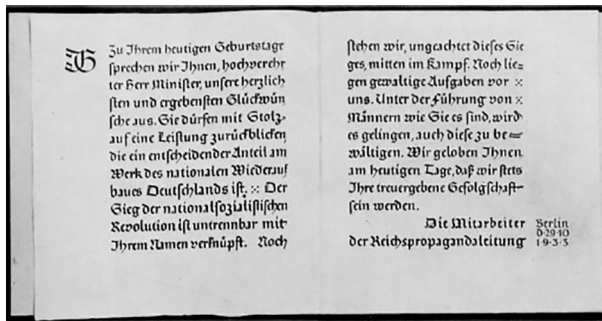 Zu Ihrem heutigen Geburtstage
sprechen wir Ihnen, hochverehr
ter Herr Minister, unsre herzlich
sten und ergebensten Glückwün
sche aus. Sie dürfen mit Stolz
auf eine Leistung zurückblicken,
die ein entscheidender Anteil am
Werk des nationalen Wiederauf
baues Deutschlands ist. Der
Sieg der nationalsozialistischen
Revolution ist untrennbar mit
Ihrem Namen verknüpft. Noch
stehen wir, ungeachtet dieses Sie
ges, mitten im Kampf. Noch lie=
gen gewaltige Aufgaben vor
uns. Unter der Führung von
Männern wie Sie es sind, wird
es gelingen, auch diese zu be=
wältigen. Wir geloben Ihnen
am heutigen Tage, daß wir stets
Ihre treuergebene Gefolgschaft
sein werden.
Die Mitarbeiter
der Reichspropagandaleitung
Berlin
d. 29. 10
1·9·3·3